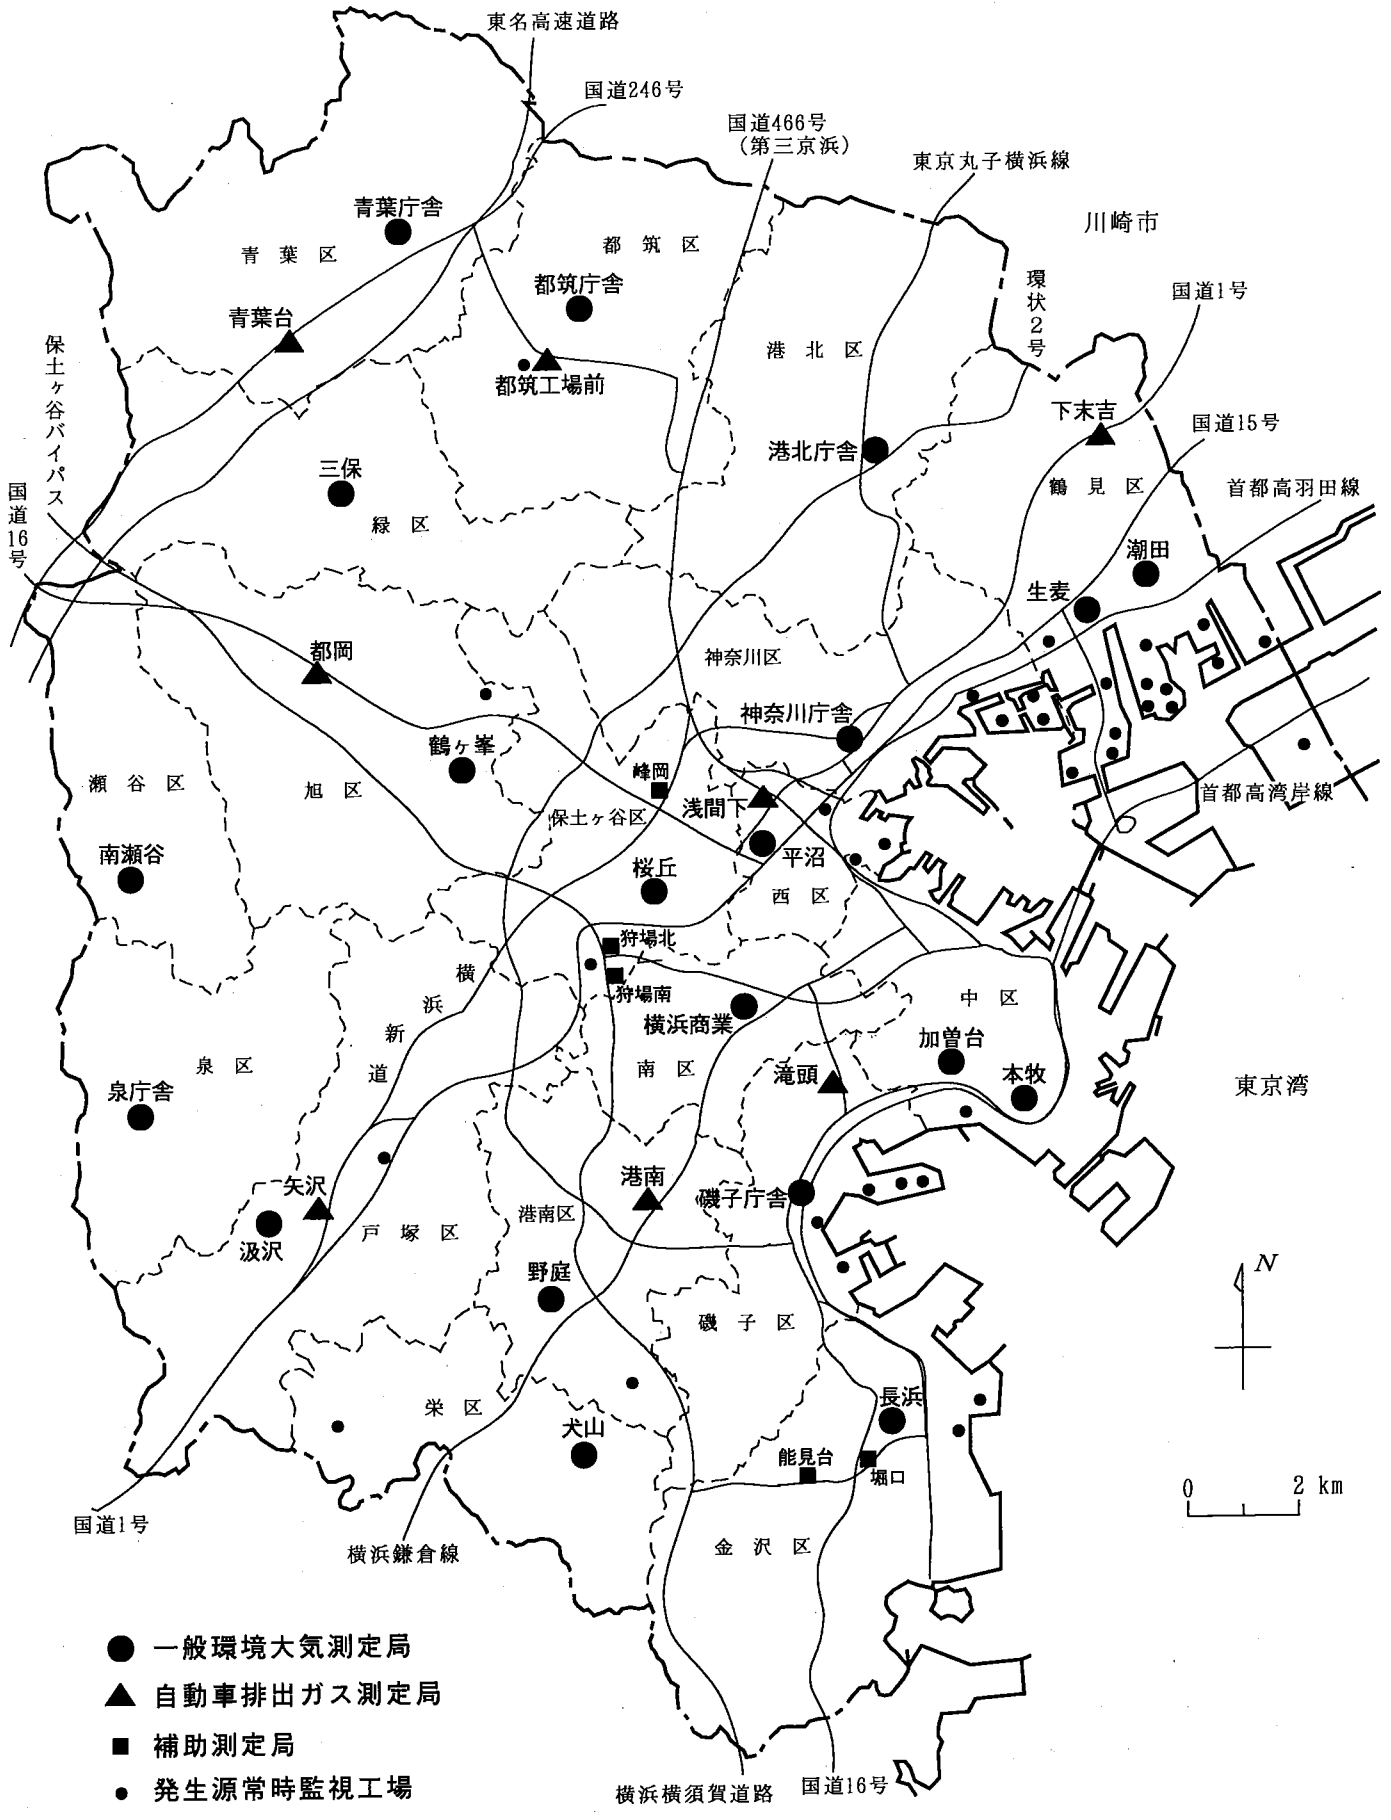 東名高速道路
国道246号
国道466号
（第三京浜）
東京丸子横浜線
川崎市
青葉庁舎
青葉区
都筑区
都筑庁舎
環状2号
国道1号
青葉台
保土ヶ谷バイパス
港北区
都筑工場前
下末吉
国道15号
港北庁舎
三保
鶴見区
首都高羽田線
国道16号
緑区
潮田
生麦
都岡
神奈川区
神奈川庁舎
鶴ヶ峯
峰岡
瀬谷区
旭区
保土ヶ谷区
浅間下
首都高湾岸線
南瀬谷
桜丘
平沼
西区
狩場北
横浜新道
狩場南
中区
横浜商業
加曽台
泉区
南区
滝頭
本牧
東京湾
泉庁舎
矢沢
港南
磯子庁舎
汲沢
戸塚区
港南区
野庭
N
磯子区
栄区
長浜
犬山
能見台
堀口
0 2 km
国道1号
横浜鎌倉線
金沢区
一般環境大気測定局
自動車排出ガス測定局
補助測定局
発生源常時監視工場
横浜横須賀道路
国道16号